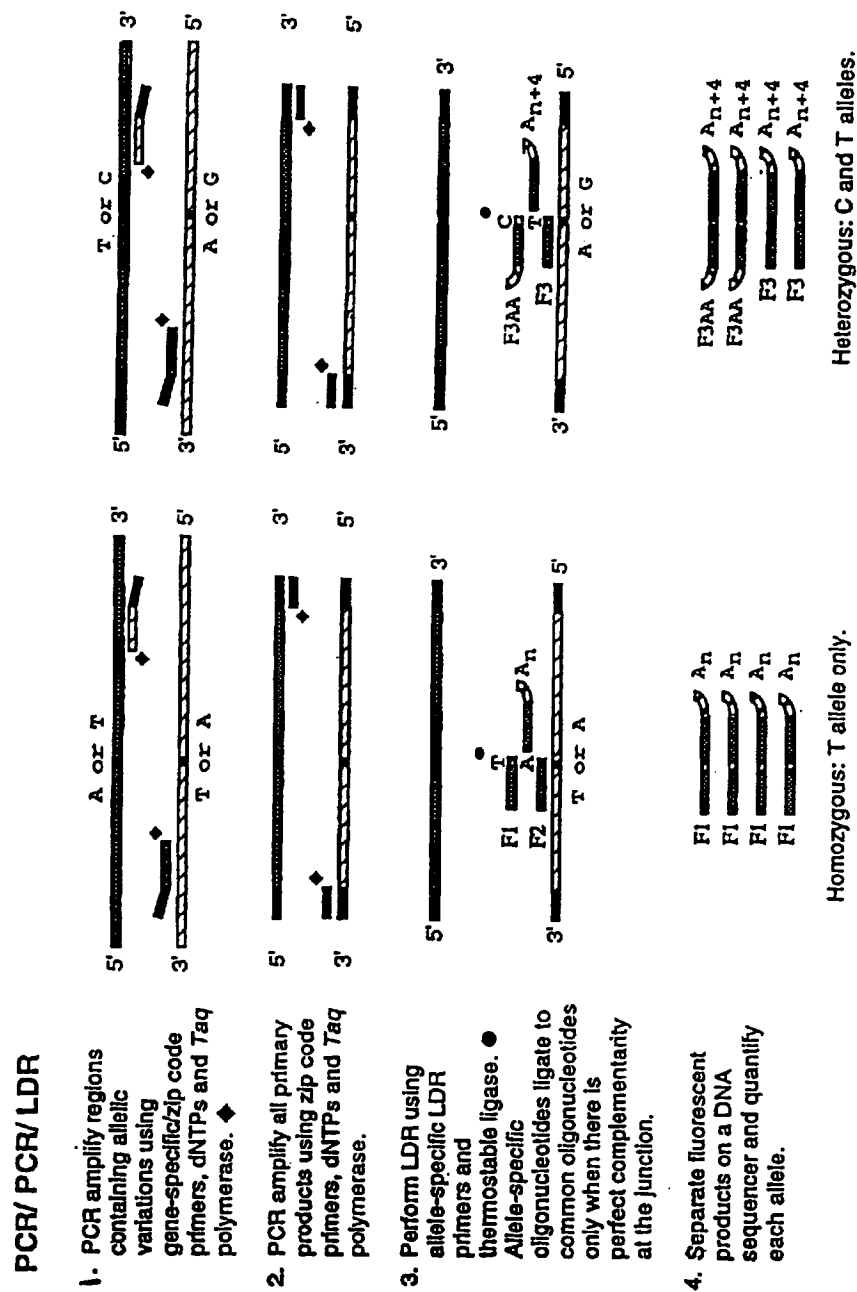 PCR/ PCR/ LDR
1. PCR amplify regions
containing allelic
variations using
gene-specific/zip code
primers, dNTPs and Taq
polymerase. ◆
5' A or T 3'
3' T or A 5'
5' T or C 3'
3' A or G 5'
2. PCR amplify all primary
products using zip code
primers, dNTPs and Taq
polymerase.
5' 3'
3' 5'
5' 3'
3' 5'
3. Perform LDR using
allele-specific LDR
primers and
thermostable ligase. ●
Allele-specific
oligonucleotides ligate to
common oligonucleotides
only when there is
perfect complementarity
at the junction.
5' 3'
F1 T
F2 A An
3' 5'
T or A
5' 3'
F3AA C
F3 T An+4
3' 5'
A or G
4. Separate fluorescent
products on a DNA
sequencer and quantify
each allele.
F1 An
F1 An
F1 An
F1 An
Homozygous: T allele only.
F3AA An+4
F3AA An+4
F3 An+4
F3 An+4
Heterozygous: C and T alleles.